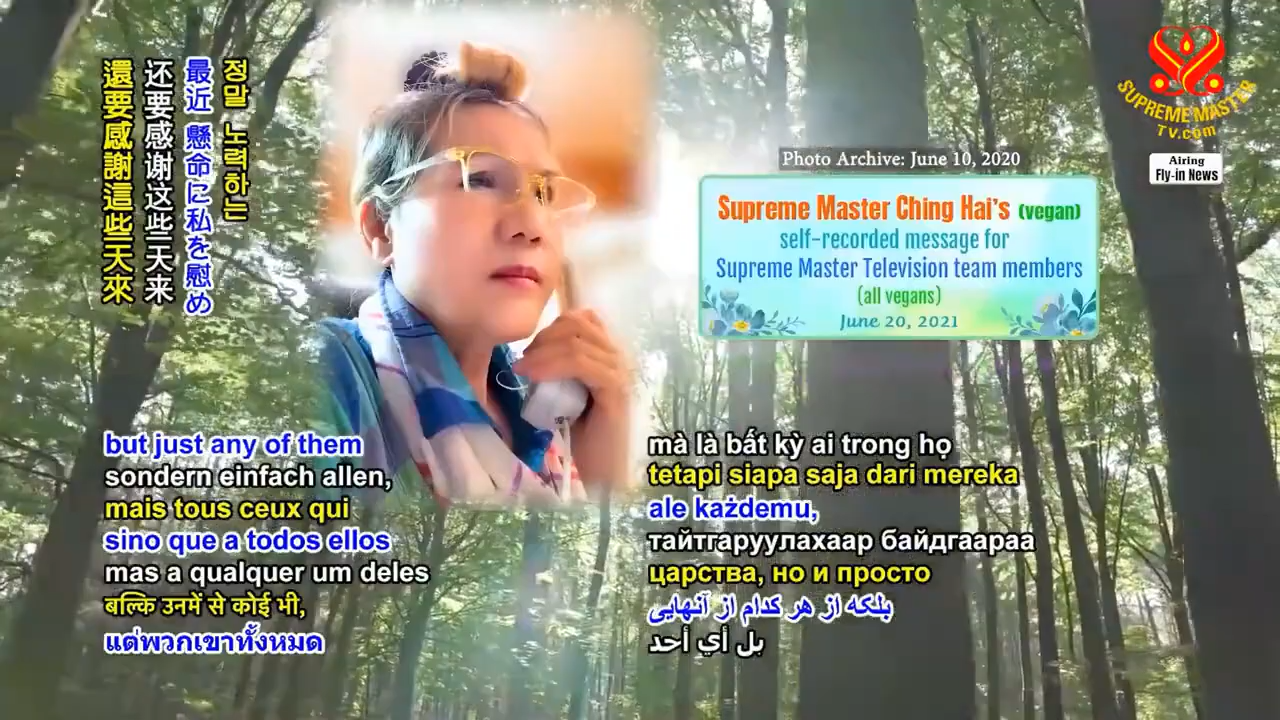 정말 노력하는
最近 懸命に私を慰め
还要感谢这些天来
還要感謝這些天來
SUPREME MASTER
TV.com
Airing
Fly-in News
Photo Archive: June 10, 2020
Supreme Master Ching Hai's (vegan)
self-recorded message for
Supreme Master Television team members
(all vegans)
June 20, 2021
but just any of them
sondern einfach allen,
mais tous ceux qui
sino que a todos ellos
mas a qualquer um deles
बल्कि उनमें से कोई भी,
แต่พวกเขาทั้งหมด
mà là bất kỳ ai trong họ
tetapi siapa saja dari mereka
ale każdemu,
тайтгаруулахаар байдгаараа
царства, но и просто
بلکه از هر کدام از آنهایی
بل أي أحد